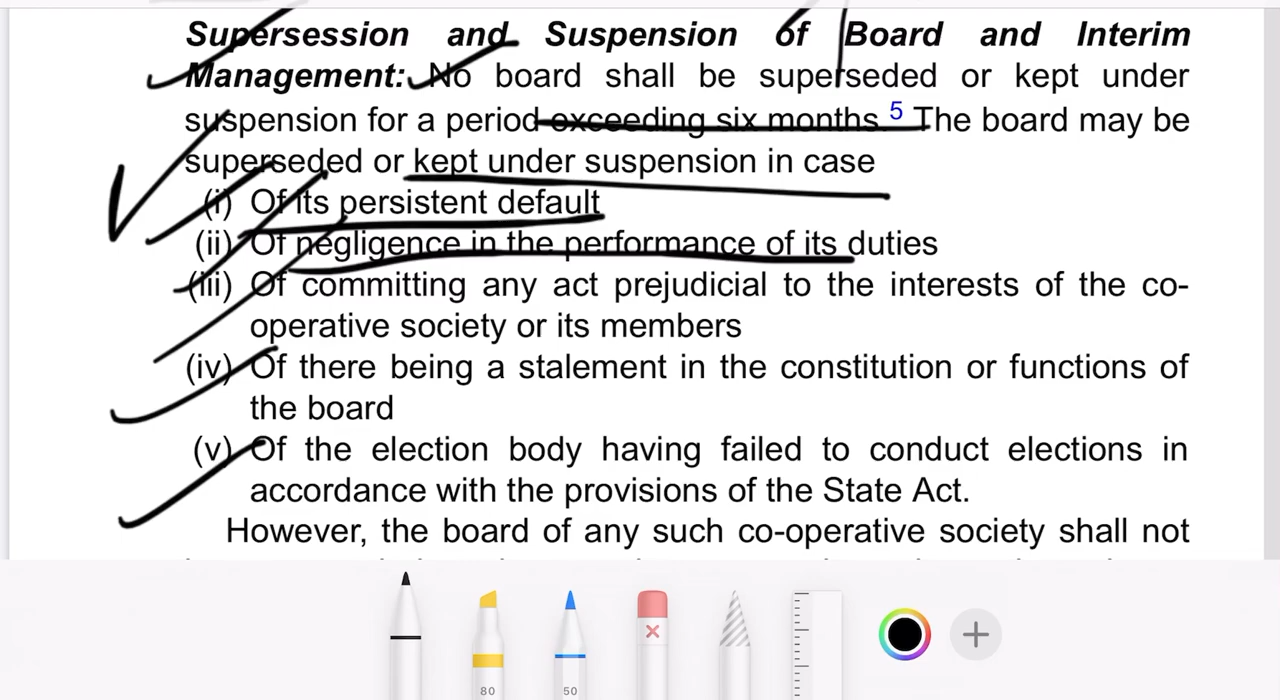 Supersession and Suspension of Board and Interim
Management: No board shall be superseded or kept under
suspension for a period exceeding six months.5 The board may be
superseded or kept under suspension in case
(i) Of its persistent default
(ii) Of negligence in the performance of its duties
(iii) Of committing any act prejudicial to the interests of the co-
operative society or its members
(iv) Of there being a stalement in the constitution or functions of
the board
(v) Of the election body having failed to conduct elections in
accordance with the provisions of the State Act.
However, the board of any such co-operative society shall not
80
50